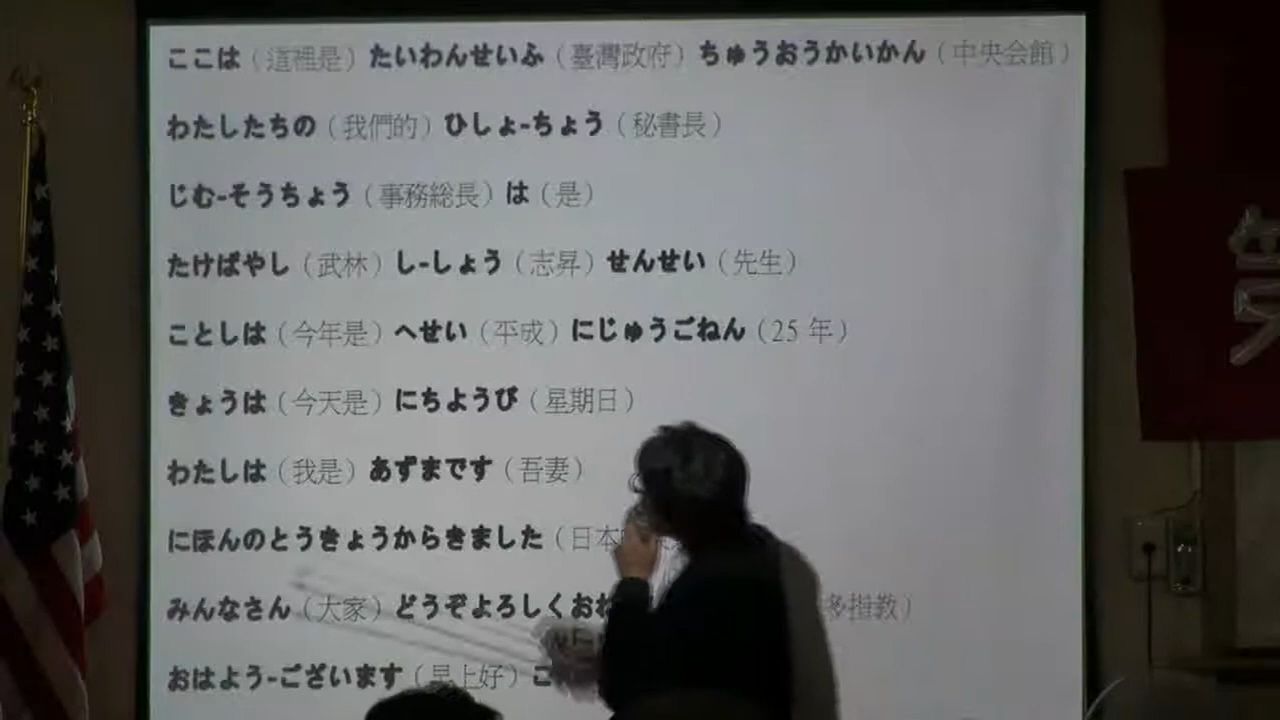 ここは（這裡是）たいわんせいふ（臺灣政府）ちゅうおうかいかん（中央会館）
わたしたちの（我們的）ひしょ-ちょう（秘書長）
じむ-そうちょう（事務総長）は（是）
たけばやし（武林）し-しょう（志昇）せんせい（先生）
ことしは（今年是）へせい（平成）にじゅうごねん（25 年）
きょうは（今天是）にちようび（星期日）
わたしは（我是）あずまです（吾妻）
にほんのとうきょうからきました（日本
みんなさん（大家）どうぞよろしくおね 多指教）
おはよう-ございます（早上好）こ